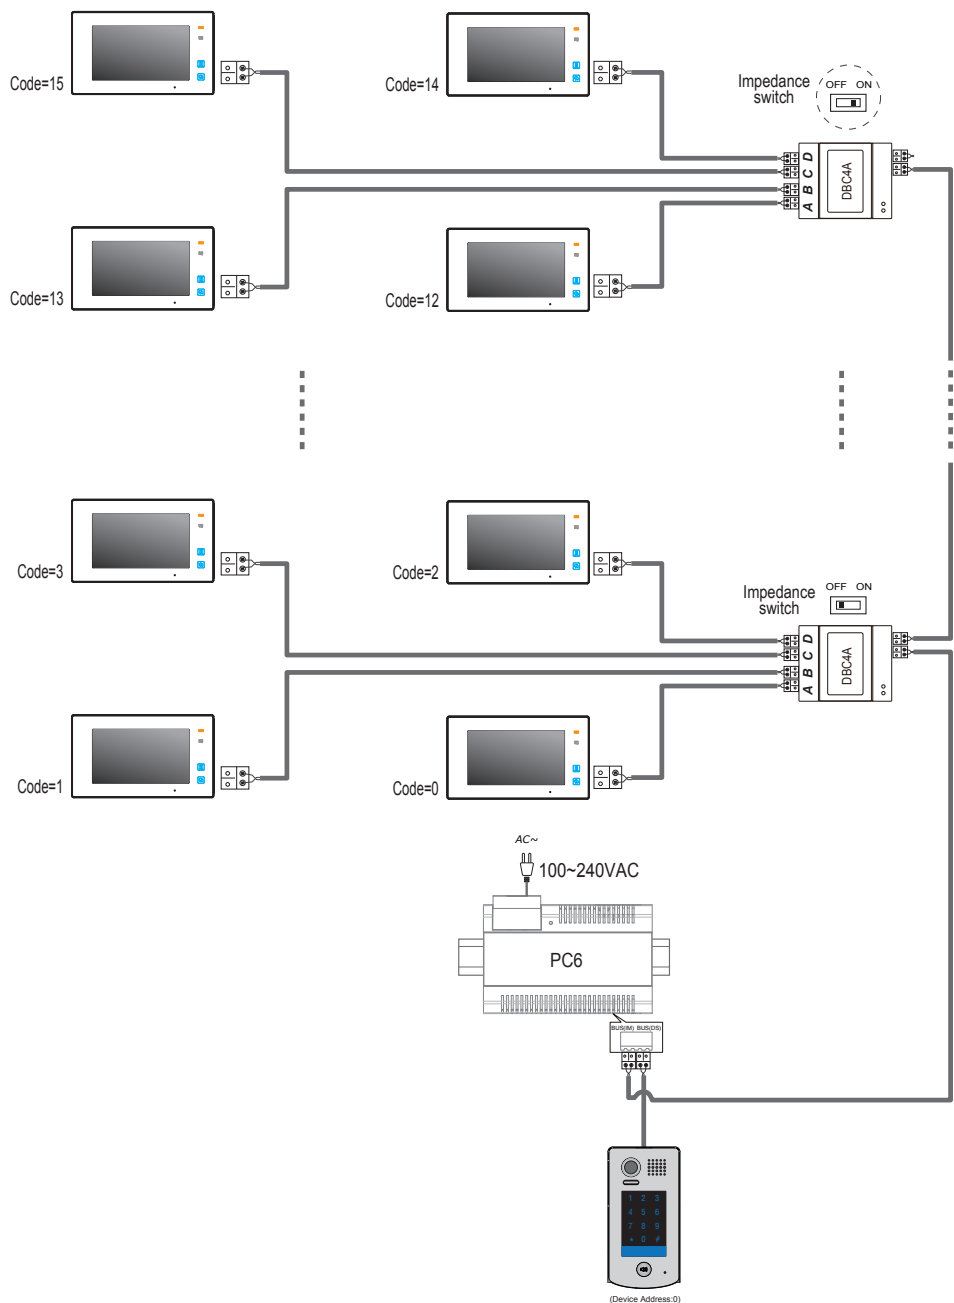 Code=15
Code=14
Impedance
switch
OFF ON
D
C
B
A
DBC4A
Code=13
Code=12
Code=3
Code=2
Impedance
switch
OFF ON
D
C
B
A
DBC4A
Code=1
Code=0
AC~
100~240VAC
PC6
BUS(IM) BUS(DS)
1 2 3
4 5 6
7 8 9
* 0 #
(Device Address:0)